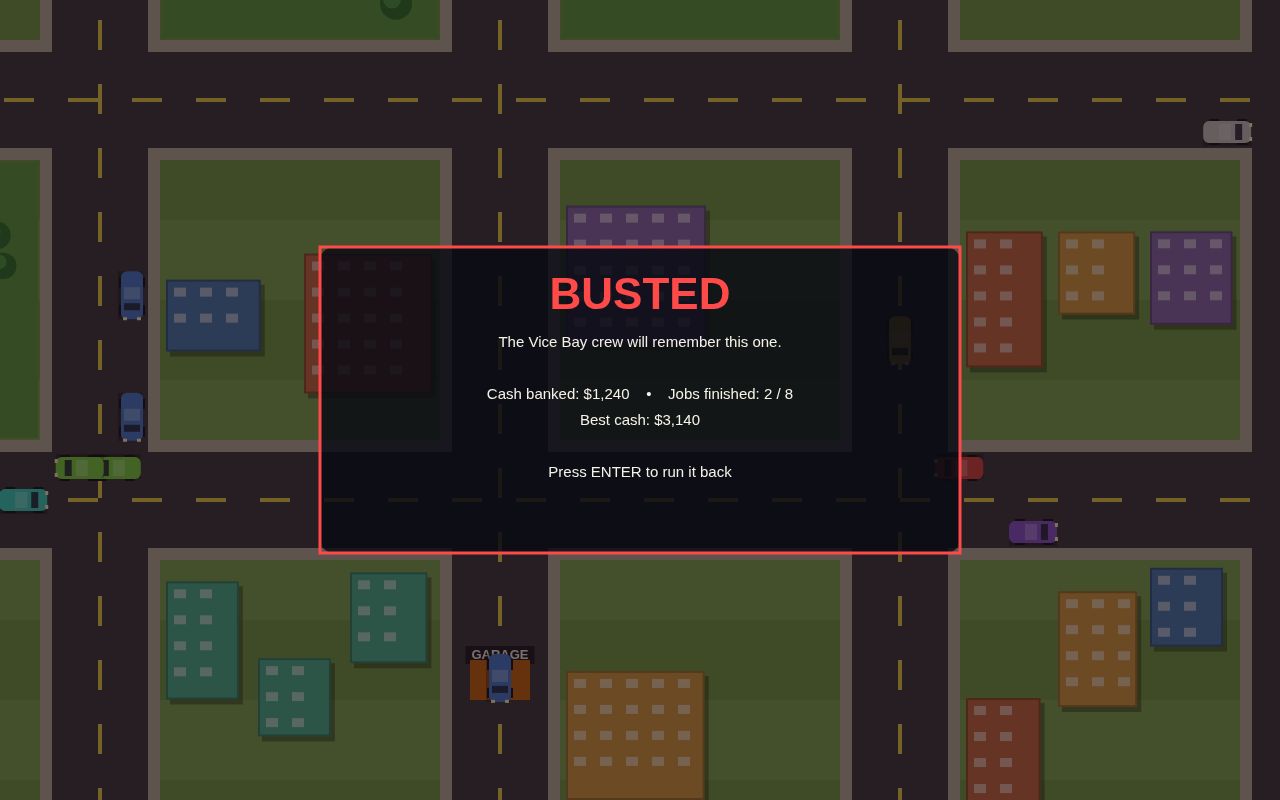 BUSTED
The Vice Bay crew will remember this one.
Cash banked: $1,240 • Jobs finished: 2 / 8
Best cash: $3,140
Press ENTER to run it back
GARAGE